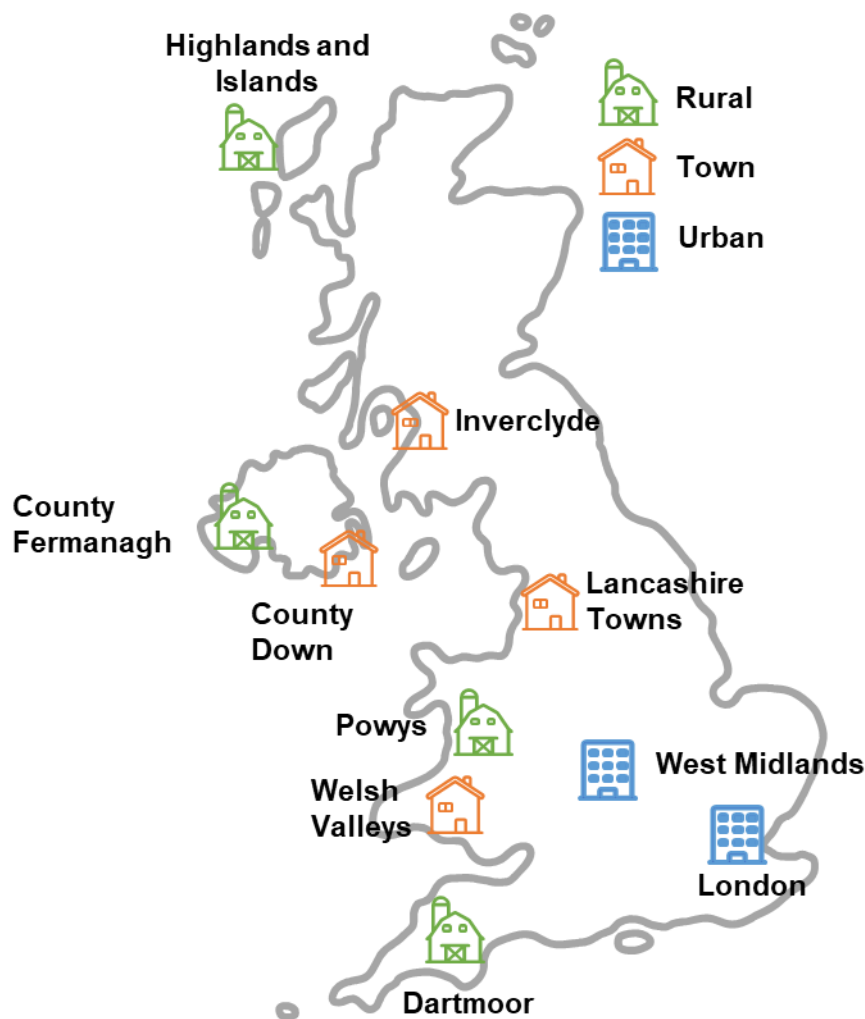 Highlands and
Islands
Rural
Town
Urban
Inverclyde
County
Fermanagh
County
Down
Lancashire
Towns
Powys
West Midlands
Welsh
Valleys
London
Dartmoor